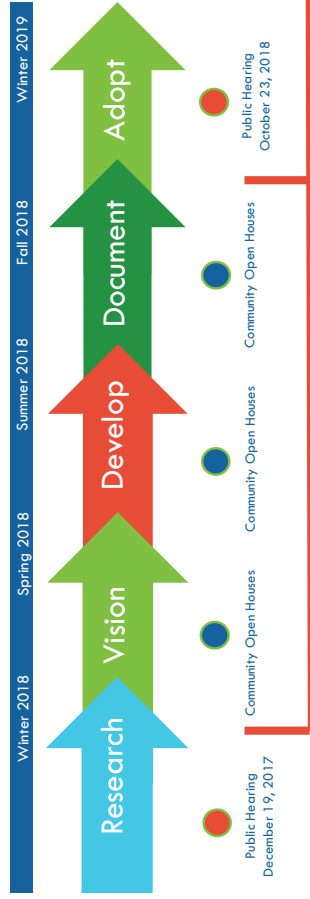 Winter 2018
Spring 2018
Summer 2018
Fall 2018
Winter 2019
Research
Vision
Develop
Document
Adopt
Public Hearing
December 19, 2017
Community Open Houses
Community Open Houses
Community Open Houses
Public Hearing
October 23, 2018